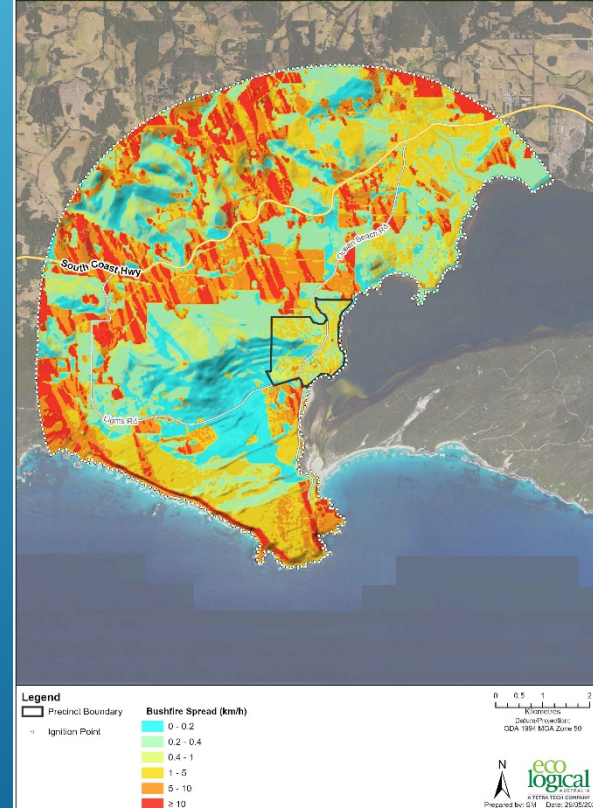 South Coast Hwy
Ocean Beach Rd
Lights Rd
Legend
Precinct Boundary
Ignition Point
Bushfire Spread (km/h)
0 - 0.2
0.2 - 0.4
0.4 - 1
1 - 5
5 - 10
≥ 10
0 0.5 1 2
Kilometres
Datum/Projection:
GDA 1994 MGA Zone 50
N
eco
logical
AUSTRALIA
A TETRA TECH COMPANY
Prepared by: SM Date: